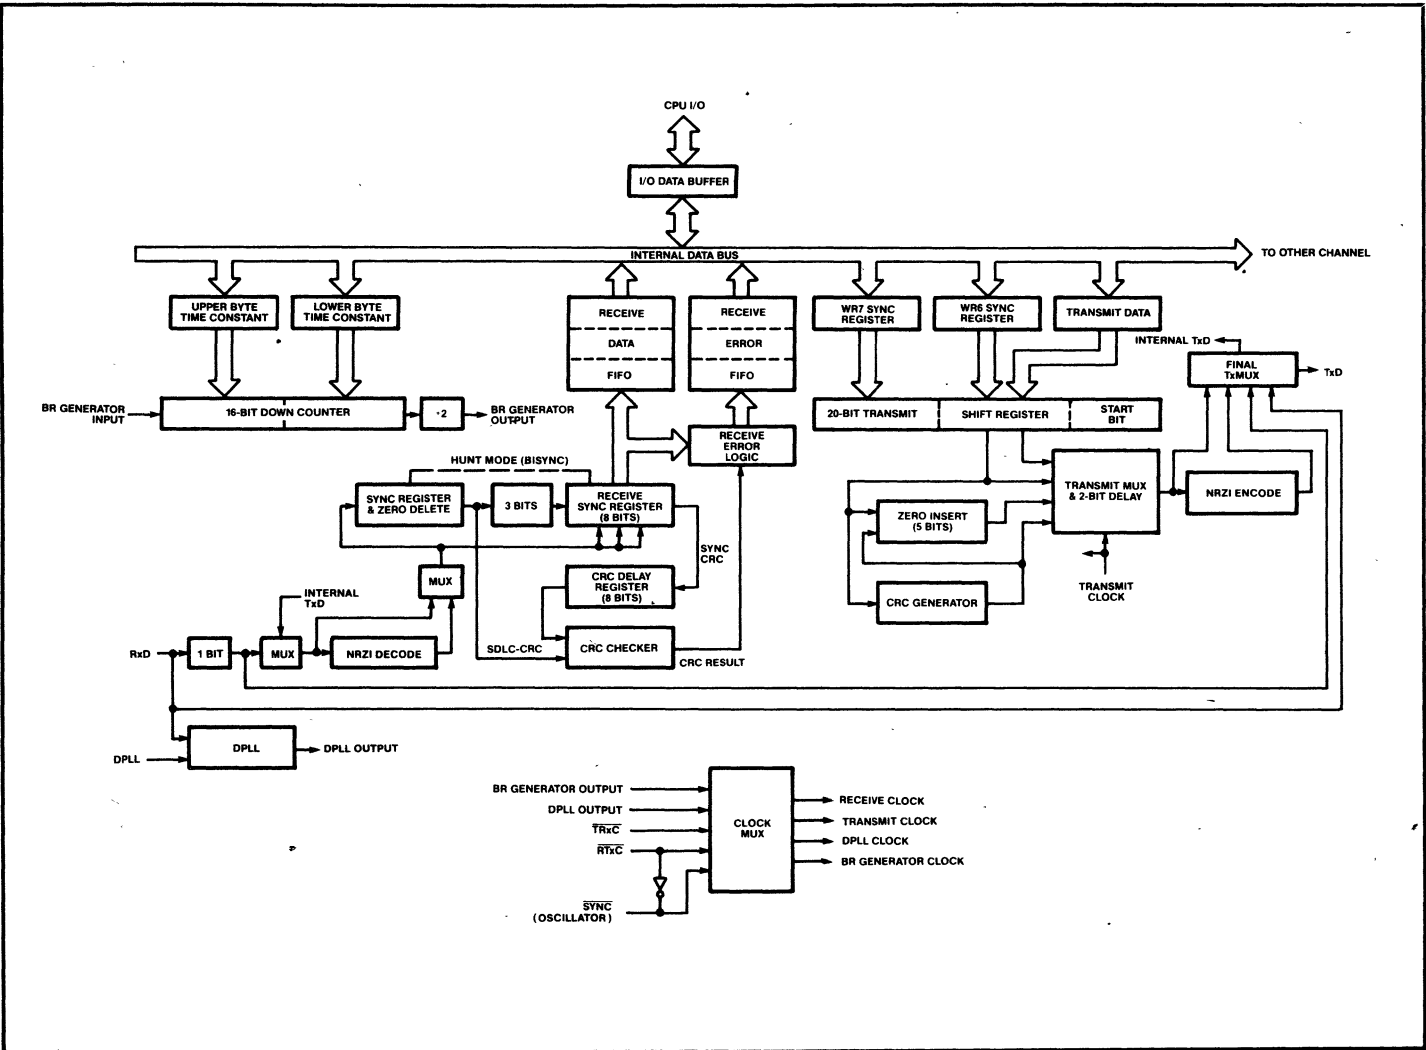 CPU I/O
I/O DATA BUFFER
INTERNAL DATA BUS
TO OTHER CHANNEL
UPPER BYTE
TIME CONSTANT
LOWER BYTE
TIME CONSTANT
RECEIVE
DATA
FIFO
RECEIVE
ERROR
FIFO
WR7 SYNC
REGISTER
WR6 SYNC
REGISTER
TRANSMIT DATA
INTERNAL TxD
FINAL
TxMUX
TxD
BR GENERATOR
INPUT
16-BIT DOWN COUNTER
÷2
BR GENERATOR
OUTPUT
20-BIT TRANSMIT
SHIFT REGISTER
START
BIT
RECEIVE
ERROR
LOGIC
HUNT MODE (BISYNC)
SYNC REGISTER
& ZERO DELETE
3 BITS
RECEIVE
SYNC REGISTER
(8 BITS)
TRANSMIT MUX
& 2-BIT DELAY
NRZI ENCODE
ZERO INSERT
(5 BITS)
SYNC
CRC
MUX
CRC DELAY
REGISTER
(8 BITS)
TRANSMIT
CLOCK
CRC GENERATOR
INTERNAL
TxD
RxD
1 BIT
MUX
NRZI DECODE
SDLC-CRC
CRC CHECKER
CRC RESULT
DPLL
DPLL
DPLL OUTPUT
BR GENERATOR OUTPUT
DPLL OUTPUT
TRxC
RTxC
SYNC
(OSCILLATOR)
CLOCK
MUX
RECEIVE CLOCK
TRANSMIT CLOCK
DPLL CLOCK
BR GENERATOR CLOCK